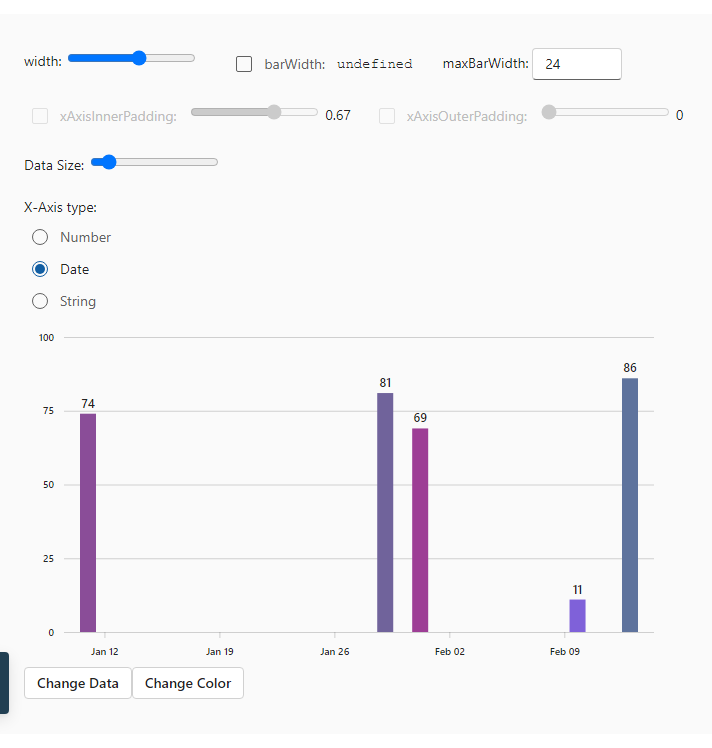 width: barWidth: undefined maxBarWidth: 24
xAxisInnerPadding: 0.67 xAxisOuterPadding: 0
Data Size:
X-Axis type:
Number
Date
String
100
86
81
75
74
69
50
25
11
0
Jan 12 Jan 19 Jan 26 Feb 02 Feb 09
Change Data Change Color